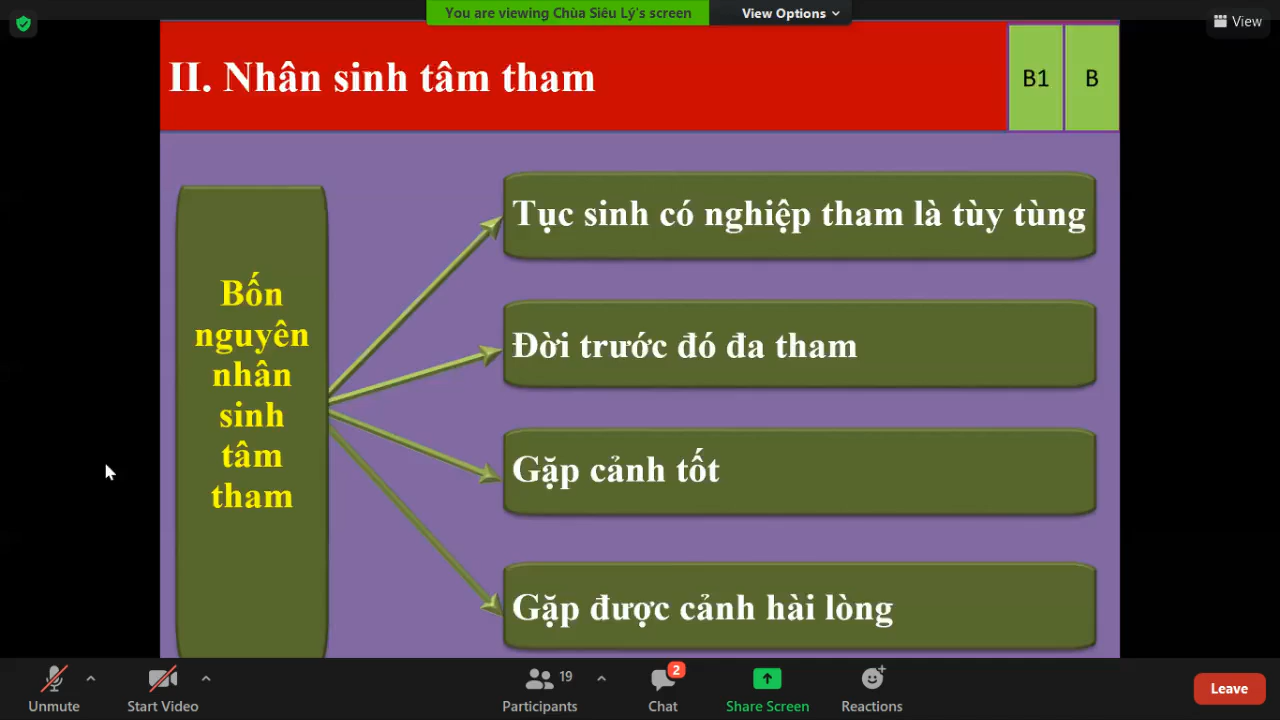 You are viewing Chùa Siêu Lý's screen
View Options
View
II. Nhân sinh tâm tham
B1
B
Bốn
nguyên
nhân
sinh
tâm
tham
Tục sinh có nghiệp tham là tùy tùng
Đời trước đó đa tham
Gặp cảnh tốt
Gặp được cảnh hài lòng
Unmute
Start Video
19
Participants
2
Chat
Share Screen
Reactions
Leave